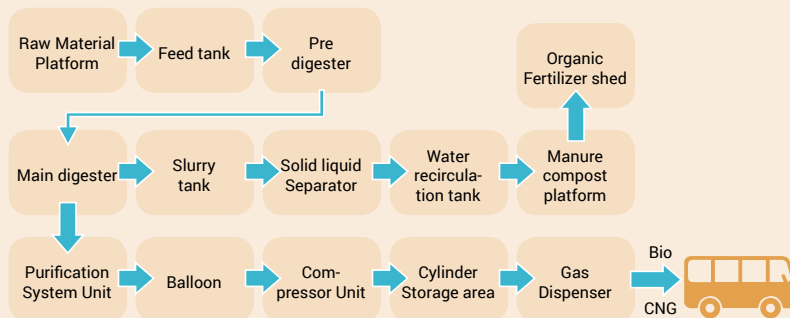 Raw Material
Platform
Feed tank
Pre
digester
Organic
Fertilizer shed
Main digester
Slurry
tank
Solid liquid
Separator
Water
recircula-
tion tank
Manure
compost
platform
Purification
System Unit
Balloon
Com-
pressor Unit
Cylinder
Storage area
Gas
Dispenser
Bio
CNG